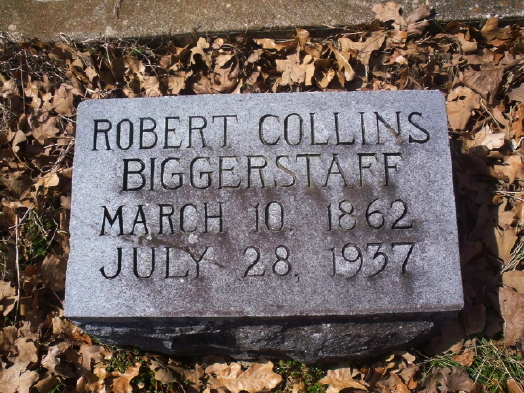 ROBERT COLLINS
BIGGERSTAFF
MARCH 10, 1862
JULY 28, 1937